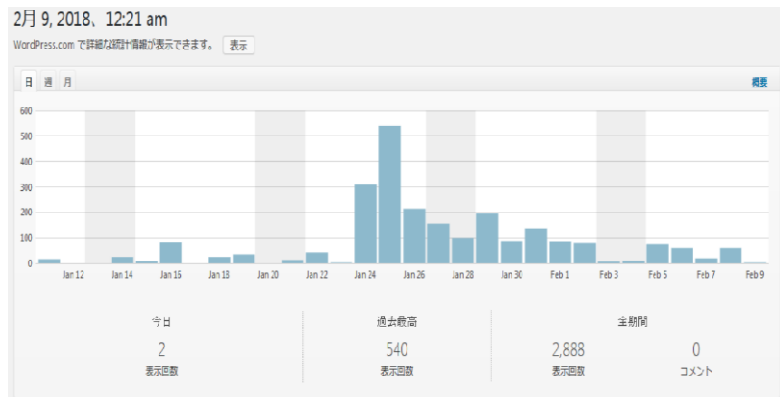 2月 9, 2018、12:21 am
WordPress.com で詳細な統計情報が表示できます。 表示
日 週 月 概要
600
500
400
300
200
100
0
Jan 12 Jan 14 Jan 16 Jan 18 Jan 20 Jan 22 Jan 24 Jan 26 Jan 28 Jan 30 Feb 1 Feb 3 Feb 5 Feb 7 Feb 9
今日 過去最高 全期間
2 540 2,888 0
表示回数 表示回数 表示回数 コメント